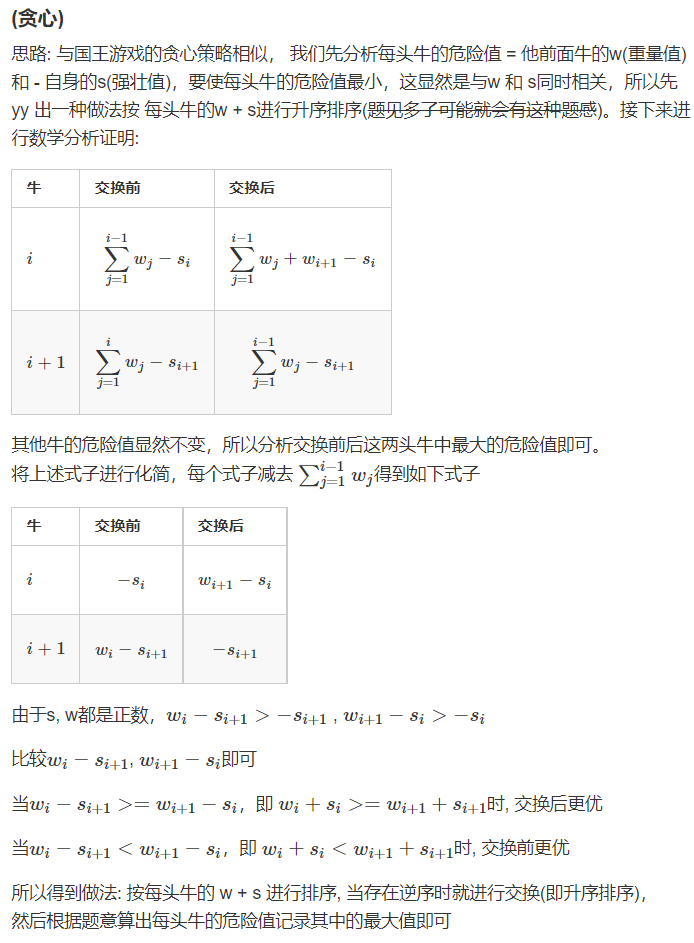 (贪心)
思路: 与国王游戏的贪心策略相似， 我们先分析每头牛的危险值 = 他前面牛的w(重量值)
和 - 自身的s(强壮值)，要使每头牛的危险值最小，这显然是与w 和 s同时相关，所以先
yy 出一种做法按 每头牛的w + s进行升序排序(题见多了可能就会有这种题感)。接下来进
行数学分析证明:
牛 交换前 交换后
i \sum_{j=1}^{i-1} w_j - s_i \sum_{j=1}^{i-1} w_j + w_{i+1} - s_i
i + 1 \sum_{j=1}^{i} w_j - s_{i+1} \sum_{j=1}^{i-1} w_j - s_{i+1}
其他牛的危险值显然不变，所以分析交换前后这两头牛中最大的危险值即可。
将上述式子进行化简，每个式子减去 \sum_{j=1}^{i-1} w_j得到如下式子
牛 交换前 交换后
i -s_i w_{i+1} - s_i
i + 1 w_i - s_{i+1} -s_{i+1}
由于s, w都是正数，w_i - s_{i+1} > -s_{i+1} , w_{i+1} - s_i > -s_i
比较w_i - s_{i+1}, w_{i+1} - s_i即可
当w_i - s_{i+1} >= w_{i+1} - s_i，即 w_i + s_i >= w_{i+1} + s_{i+1}时, 交换后更优
当w_i - s_{i+1} < w_{i+1} - s_i，即 w_i + s_i < w_{i+1} + s_{i+1}时, 交换前更优
所以得到做法: 按每头牛的 w + s 进行排序, 当存在逆序时就进行交换(即升序排序)，
然后根据题意算出每头牛的危险值记录其中的最大值即可